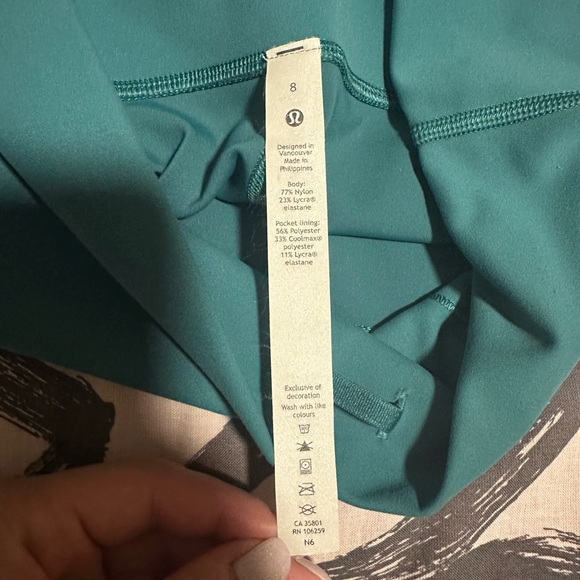 8
Designed in
Vancouver
Made in
Philippines
Body:
77% Nylon
23% Lycra®
elastane
Pocket lining:
56% Polyester
33% Coolmax®
polyester
11% Lycra®
elastane
Exclusive of
decoration
Wash with like
colours
CA 35801
RN 106259
N6